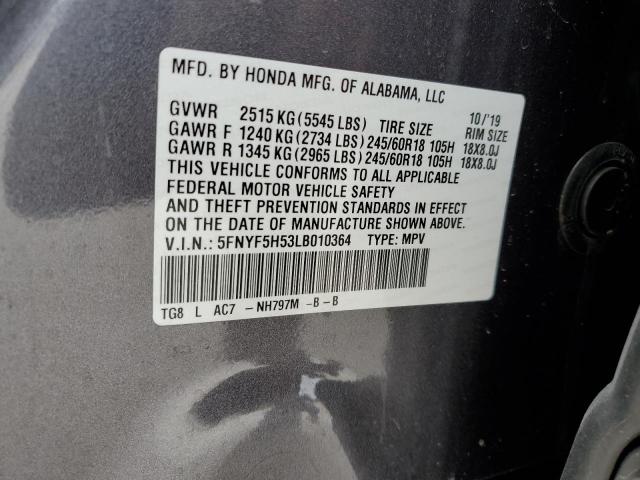 MFD. BY HONDA MFG. OF ALABAMA, LLC
GVWR 2515 KG (5545 LBS) TIRE SIZE 10/'19 RIM SIZE
GAWR F 1240 KG (2734 LBS) 245/60R18 105H 18X8.0J
GAWR R 1345 KG (2965 LBS) 245/60R18 105H 18X8.0J
THIS VEHICLE CONFORMS TO ALL APPLICABLE
FEDERAL MOTOR VEHICLE SAFETY
AND THEFT PREVENTION STANDARDS IN EFFECT
ON THE DATE OF MANUFACTURE SHOWN ABOVE.
V.I.N.: 5FNYF5H53LB010364 TYPE: MPV
TG8 L AC7 - NH797M - B - B